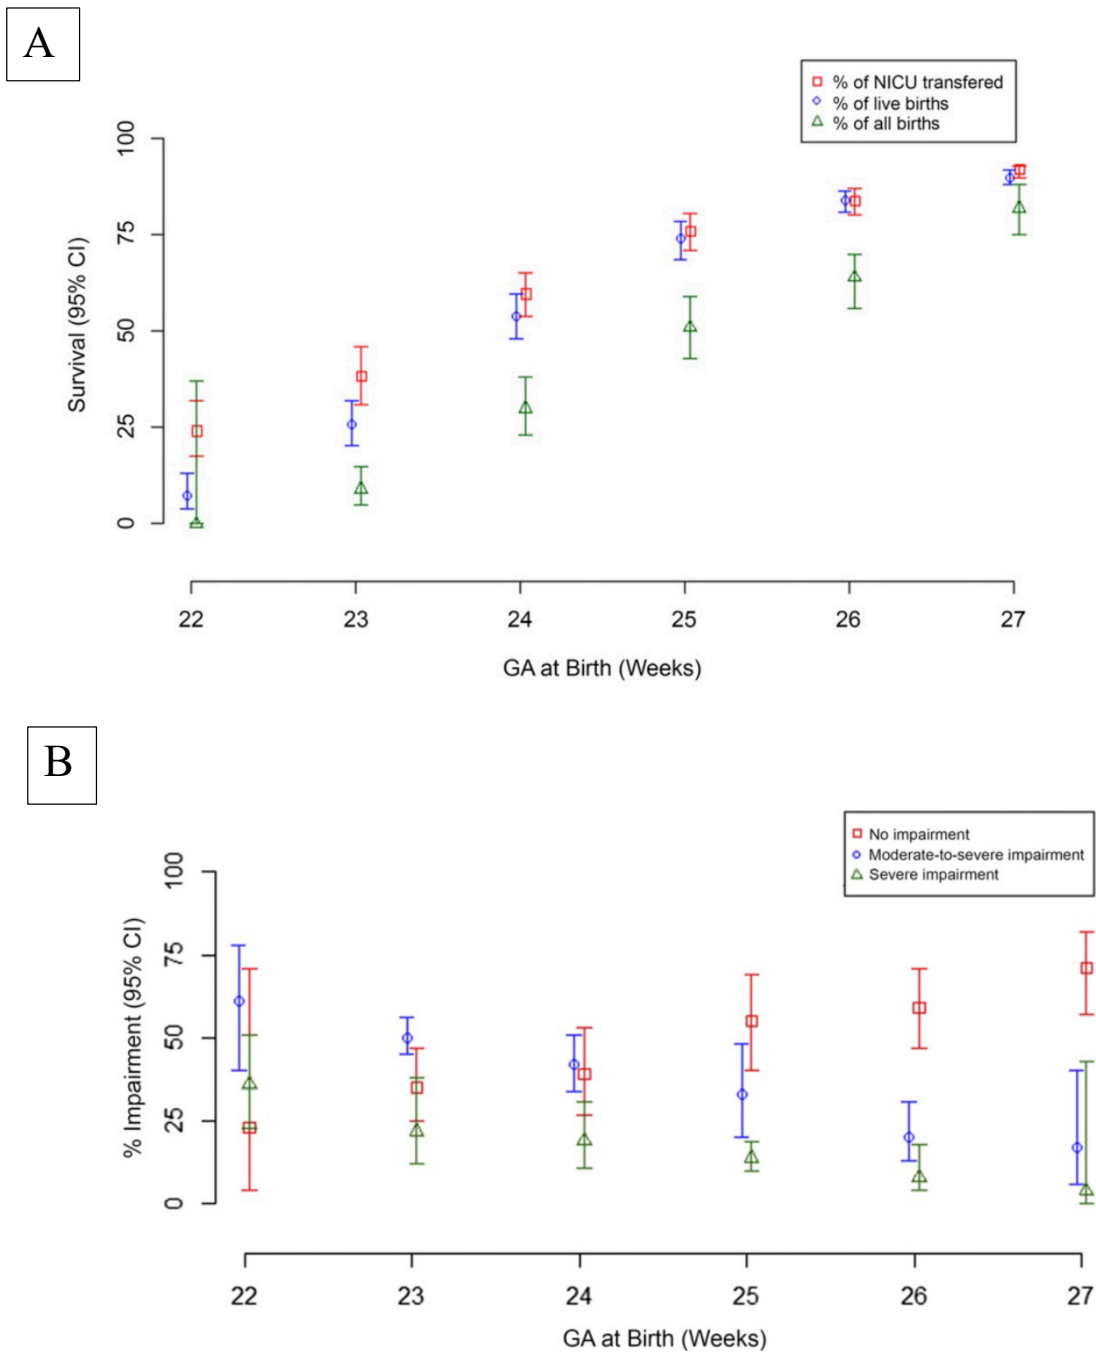 A
% of NICU transfered
% of live births
% of all births
Survival (95% CI)
100
75
50
25
0
22 23 24 25 26 27
GA at Birth (Weeks)
B
No impairment
Moderate-to-severe impairment
Severe impairment
% Impairment (95% CI)
100
75
50
25
0
22 23 24 25 26 27
GA at Birth (Weeks)